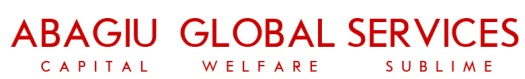 ABAGIU GLOBAL SERVICES
CAPITAL WELFARE SUBLIME